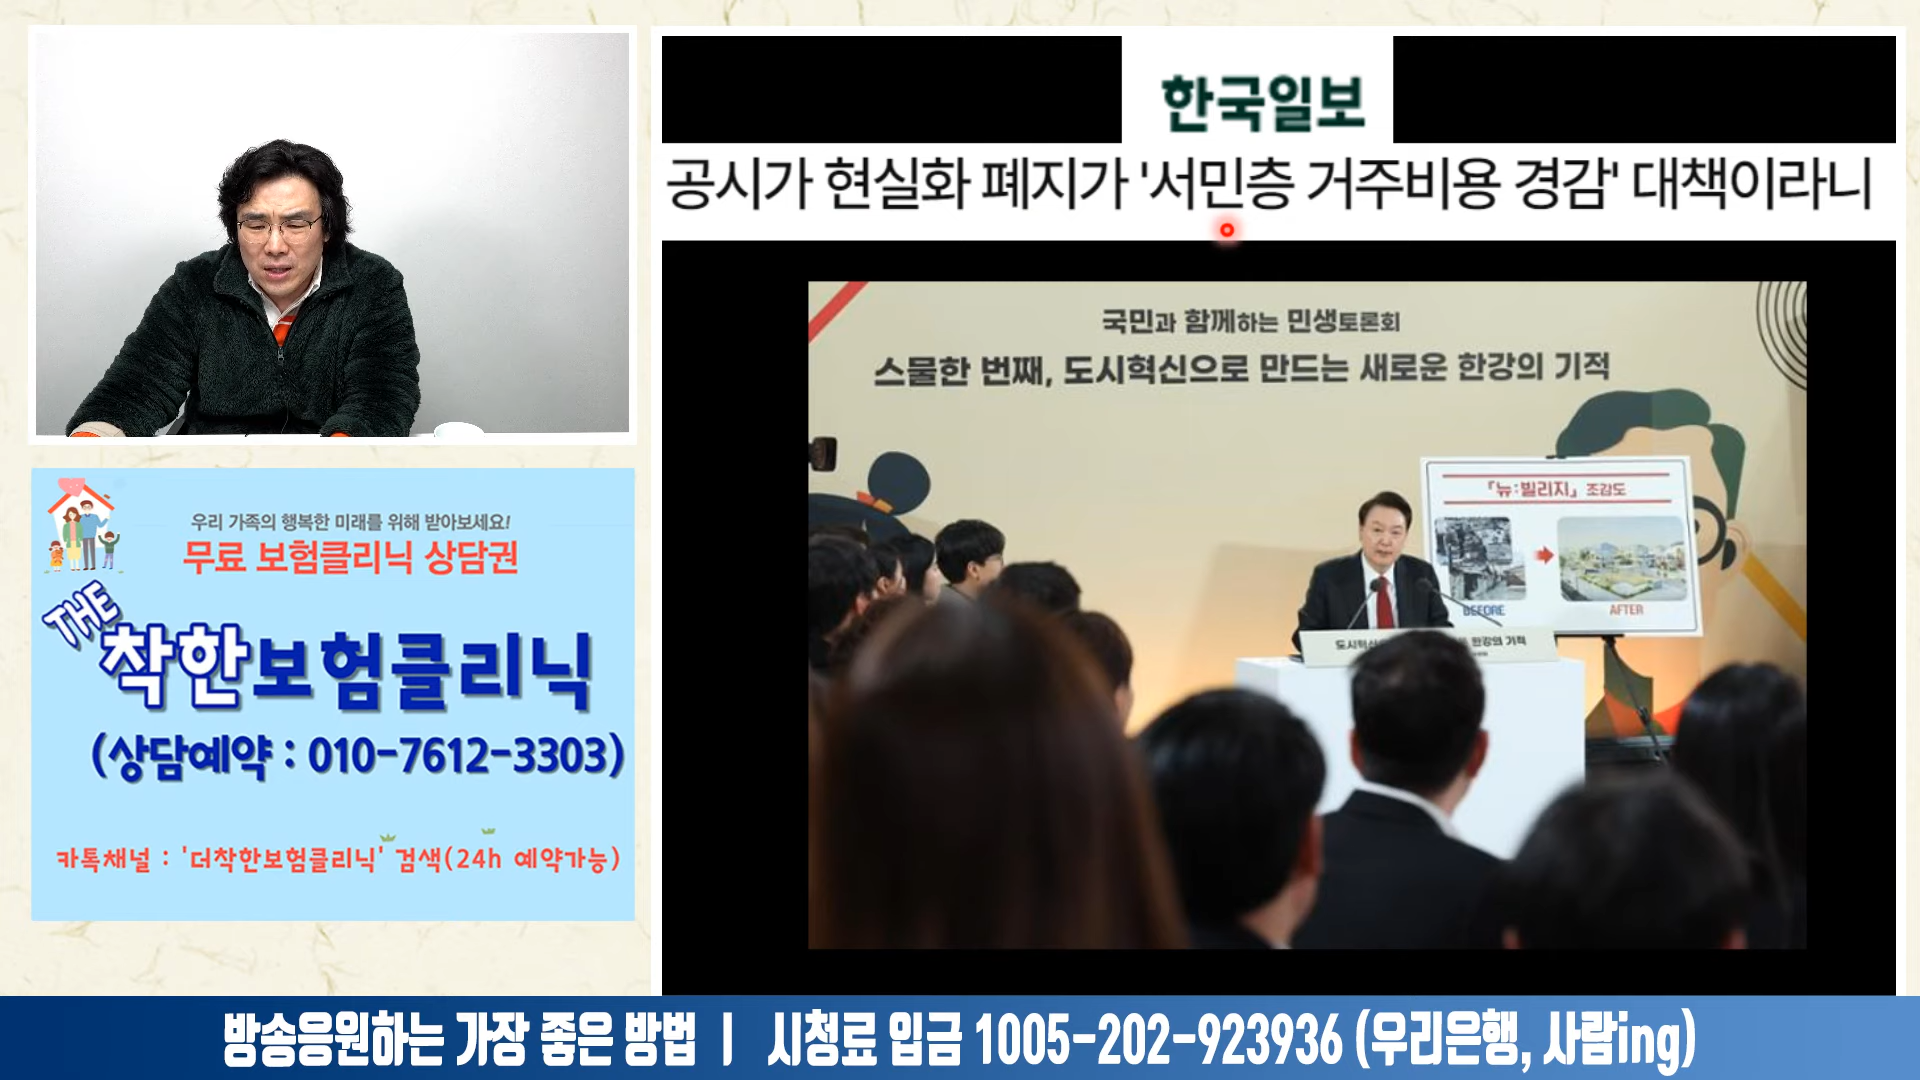 한국일보
공시가 현실화 폐지가 '서민층 거주비용 경감' 대책이라니
국민과 함께하는 민생토론회
스물한 번째, 도시혁신으로 만드는 새로운 한강의 기적
「뉴:빌리지」 조감도
BEFORE
AFTER
한강의 기적
우리 가족의 행복한 미래를 위해 받아보세요!
무료 보험클리닉 상담권
THE
착한보험클리닉
(상담예약 : 010-7612-3303)
카톡채널 : '더착한보험클리닉' 검색(24h 예약가능)
방송응원하는 가장 좋은 방법 ㅣ 시청료 입금 1005-202-923936 (우리은행, 사람ing)